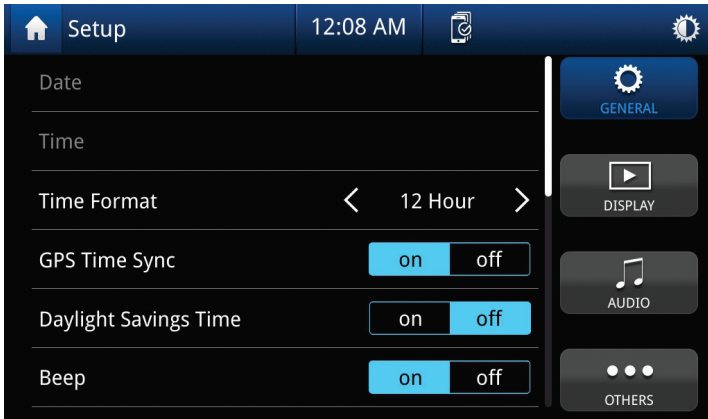 Setup 12:08 AM
Date
Time
Time Format 12 Hour
GPS Time Sync on off
Daylight Savings Time on off
Beep on off
GENERAL
DISPLAY
AUDIO
OTHERS